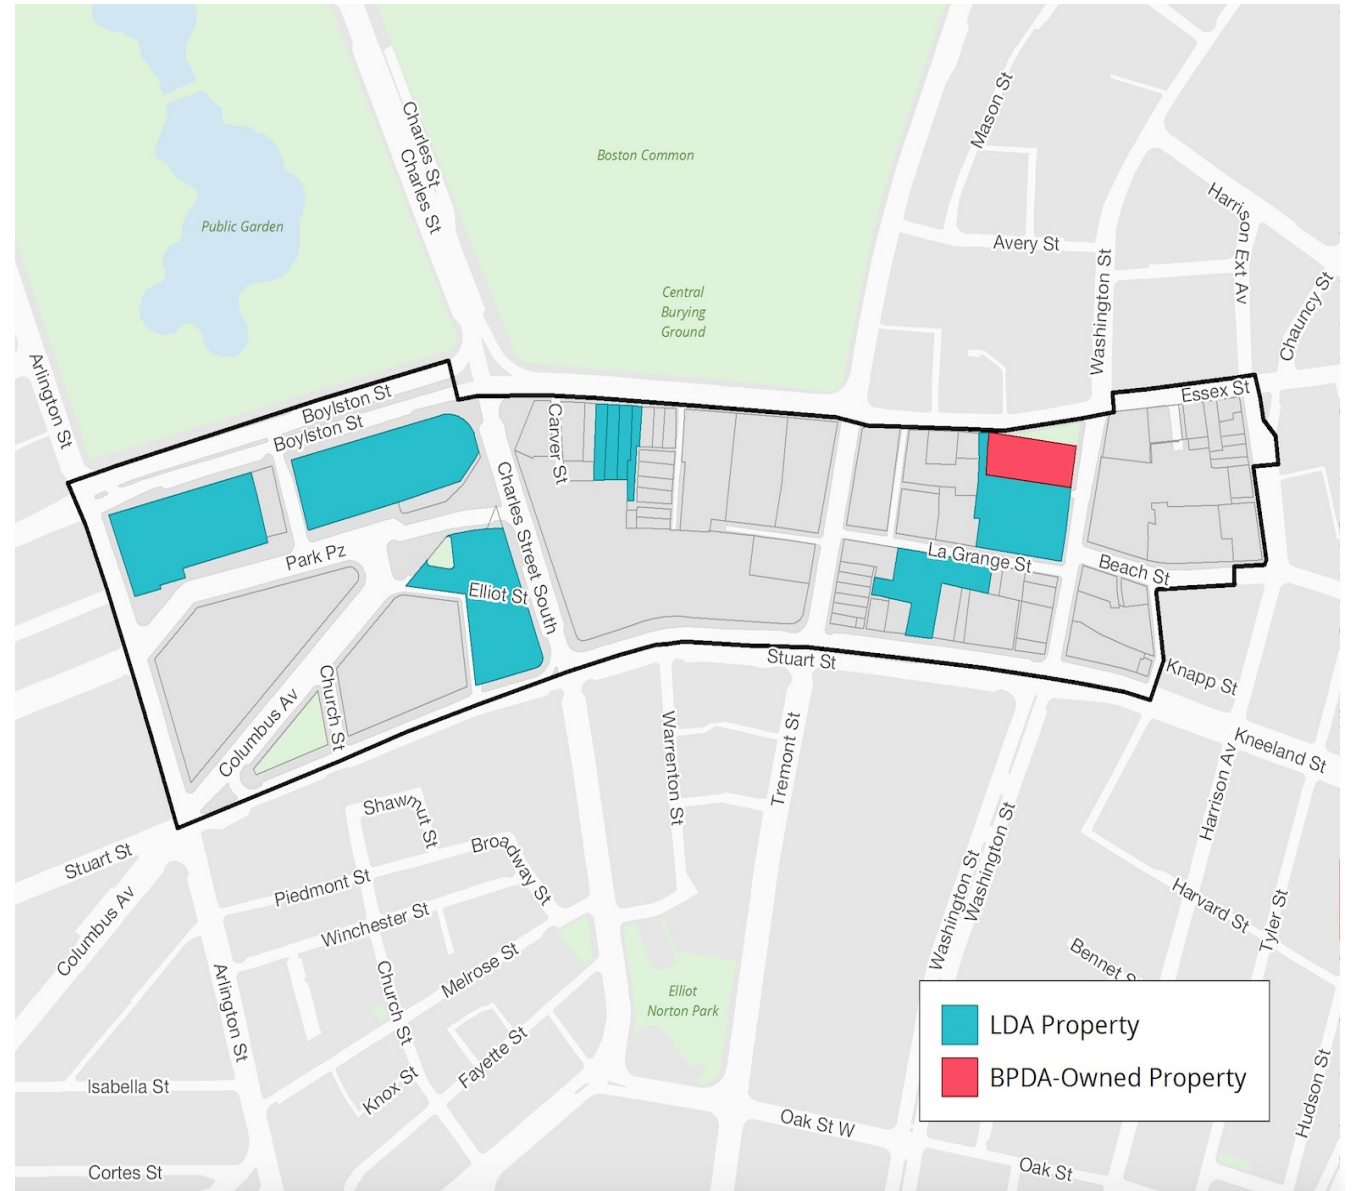 Mason St
Charles St
Charles St
Boston Common
Harrison Ext Av
Public Garden
Avery St
Central
Burying
Ground
Washington St
Chauncy St
Arlington St
Boylston St
Boylston St
Essex St
Carver St
Charles Street South
Park Pz
La Grange St
Beach St
Elliot St
Stuart St
Knapp St
Church St
Columbus Av
Warrenton St
Tremont St
Kneeland St
Harrison Av
Shawmut St
Broadway St
Stuart St
Piedmont St
Washington St
Washington St
Harvard St
Tyler St
Columbus Av
Winchester St
Melrose St
Bennet S
Arlington St
Church St
Elliot
Norton Park
LDA Property
BPDA-Owned Property
Fayette St
Knox St
Isabella St
Hudson St
Oak St W
Oak St
Cortes St